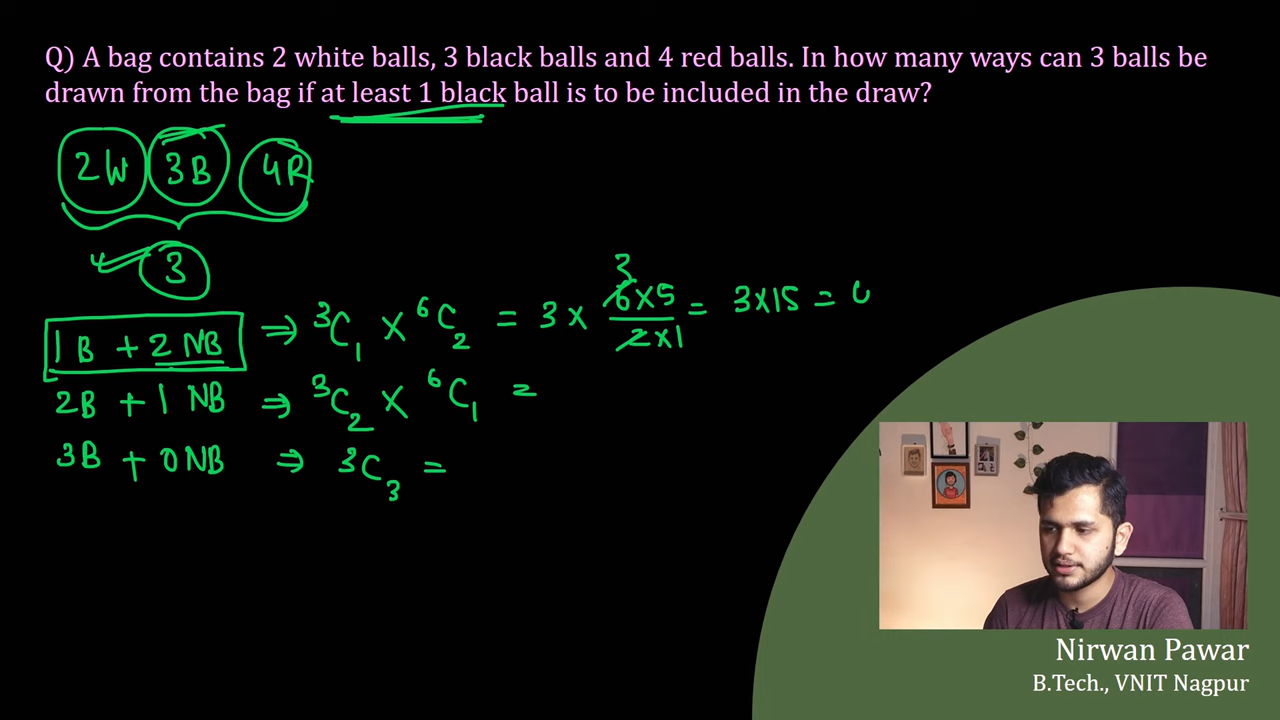 Q) A bag contains 2 white balls, 3 black balls and 4 red balls. In how many ways can 3 balls be
drawn from the bag if at least 1 black ball is to be included in the draw?
2W 3B 4R
3
1B + 2NB ⇒ ³C₁ × ⁶C₂ = 3 × 6×5/2×1 = 3×15 =
3
2B + 1 NB ⇒ ³C₂ × ⁶C₁ =
3B + 0NB ⇒ ³C₃ =
Nirwan Pawar
B.Tech., VNIT Nagpur